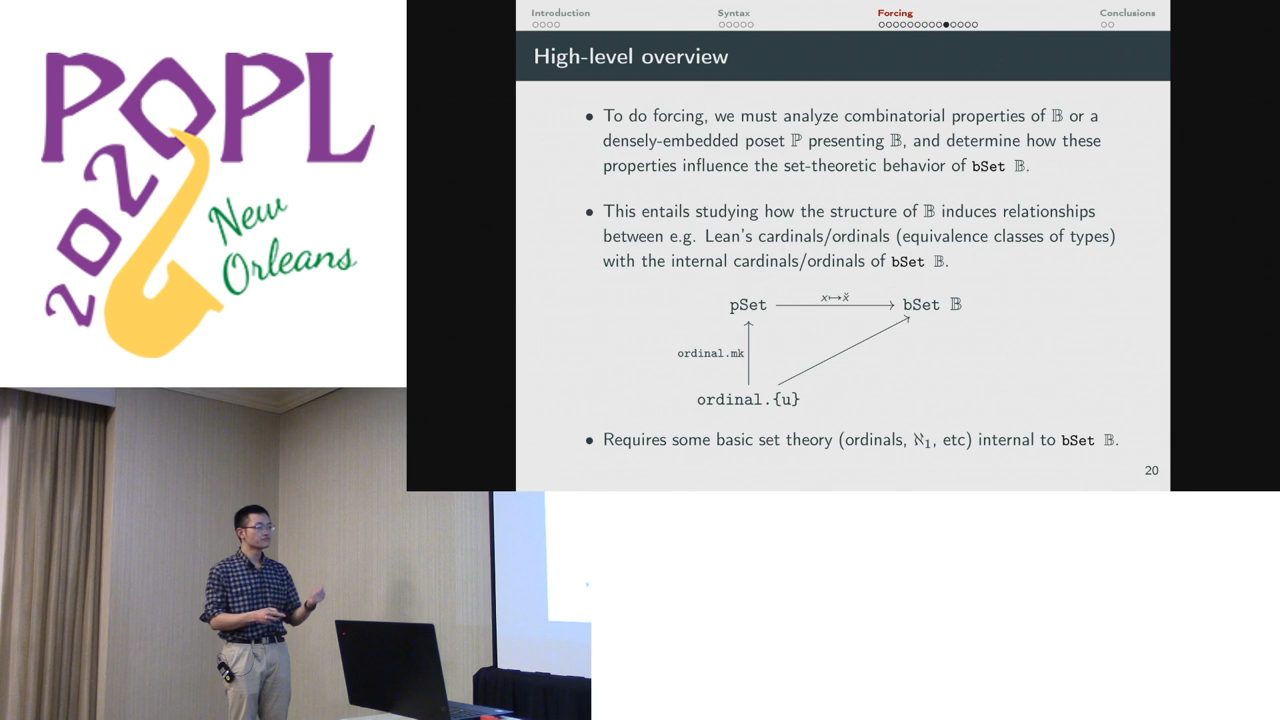 POPL
2020
New
Orleans
Introduction
Syntax
Forcing
Conclusions
High-level overview
• To do forcing, we must analyze combinatorial properties of 𝔹 or a
densely-embedded poset ℙ presenting 𝔹, and determine how these
properties influence the set-theoretic behavior of bSet 𝔹.
• This entails studying how the structure of 𝔹 induces relationships
between e.g. Lean's cardinals/ordinals (equivalence classes of types)
with the internal cardinals/ordinals of bSet 𝔹.
pSet
x↦x̌
bSet 𝔹
ordinal.mk
ordinal.{u}
• Requires some basic set theory (ordinals, ℵ₁, etc) internal to bSet 𝔹.
20